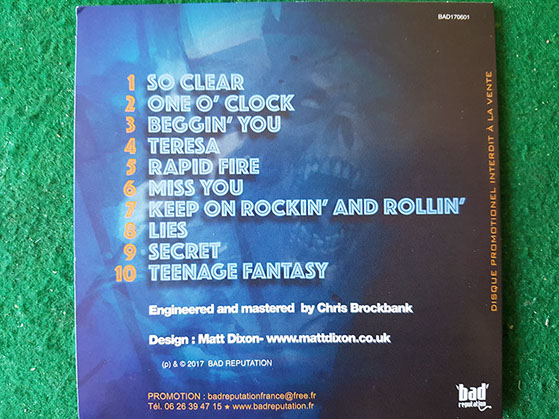 BAD170601
1 SO CLEAR
2 ONE O' CLOCK
3 BEGGIN' YOU
4 TERESA
5 RAPID FIRE
6 MISS YOU
7 KEEP ON ROCKIN' AND ROLLIN'
8 LIES
9 SECRET
10 TEENAGE FANTASY
Engineered and mastered by Chris Brockbank
Design : Matt Dixon- www.mattdixon.co.uk
(p) & © 2017 BAD REPUTATION
PROMOTION : badreputationfrance@free.fr
Tél. 06 26 39 47 15 ★ www.badreputation.fr
bad
reputation
DISQUE PROMOTIONEL INTERDIT À LA VENTE